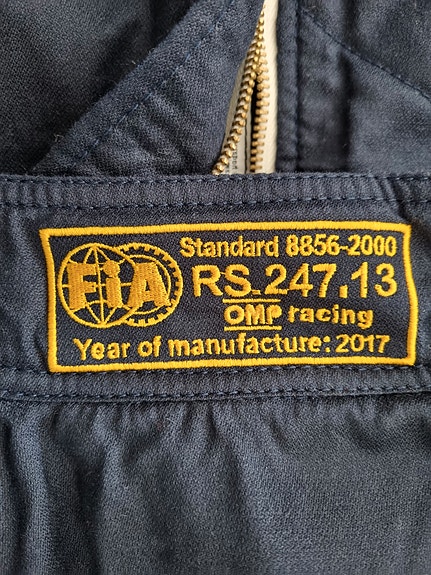 FIA
Standard 8856-2000
RS.247.13
OMP racing
Year of manufacture: 2017